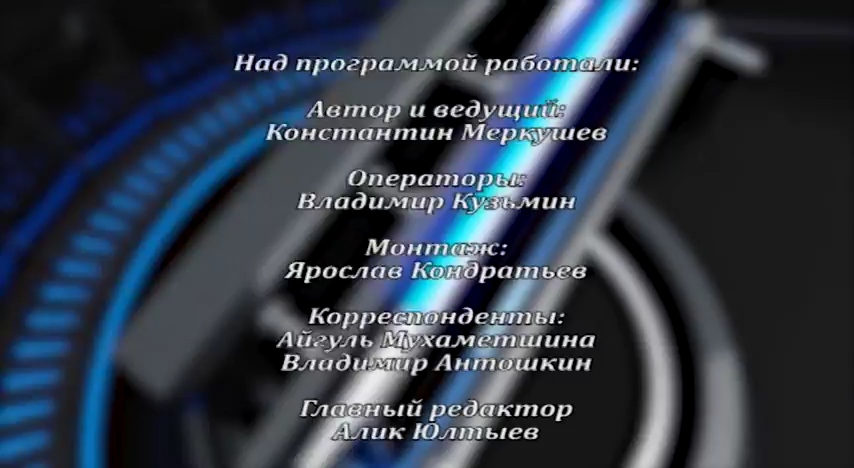 Над программой работали:
Автор и ведущий:
Константин Меркушев
Операторы:
Владимир Кузьмин
Монтаж:
Ярослав Кондратьев
Корреспонденты:
Айгуль Мухаметшина
Владимир Антошкин
Главный редактор
Алик Юлтыев